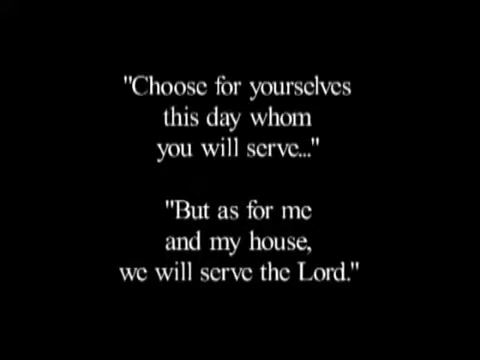 "Choose for yourselves
this day whom
you will serve..."
"But as for me
and my house,
we will serve the Lord."